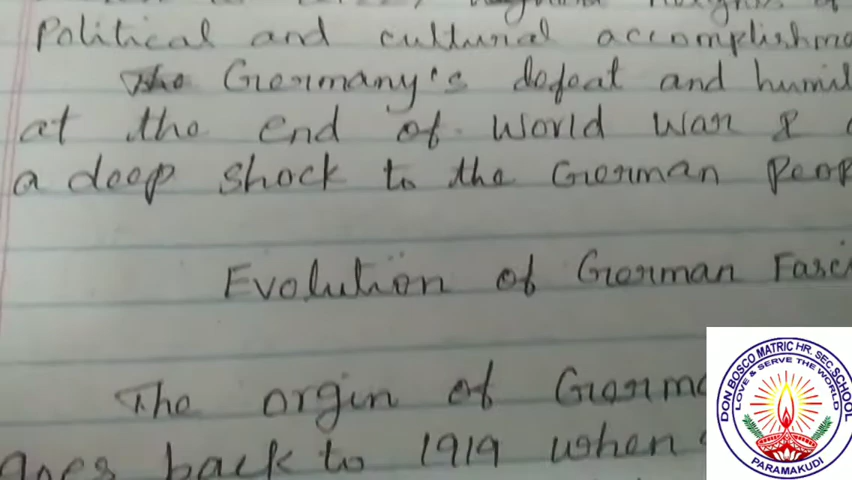 Political and cultural accomplishm
The Germany's defeat and humil
at the end of World War I
a deep shock to the German Peop
Evolution of German Fasci
The orgin of Germa
goes back to 1919 when
DON BOSCO MATRIC HR. SEC SCHOOL
LOVE & SERVE THE WORLD
PARAMAKUDI